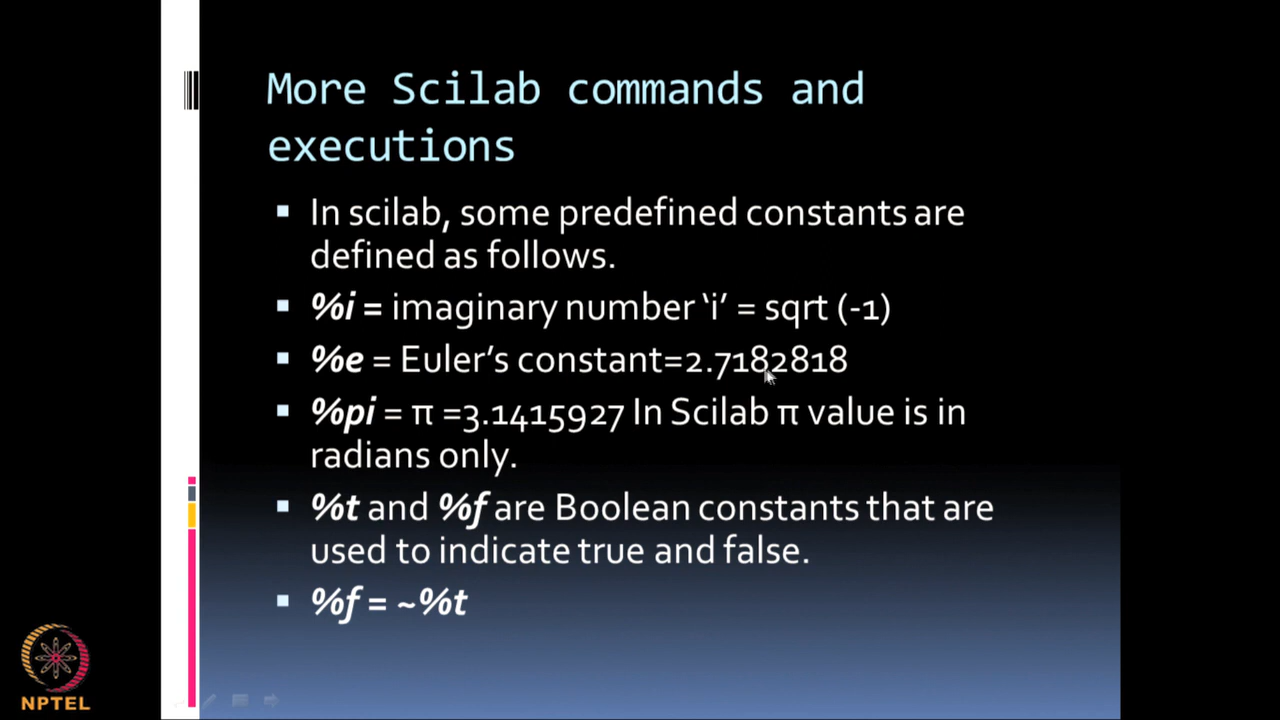 More Scilab commands and
executions
In scilab, some predefined constants are
defined as follows.
%i = imaginary number ‘i’ = sqrt (-1)
%e = Euler’s constant=2.7182818
%pi = π =3.1415927 In Scilab π value is in
radians only.
%t and %f are Boolean constants that are
used to indicate true and false.
%f = ~%t
NPTEL